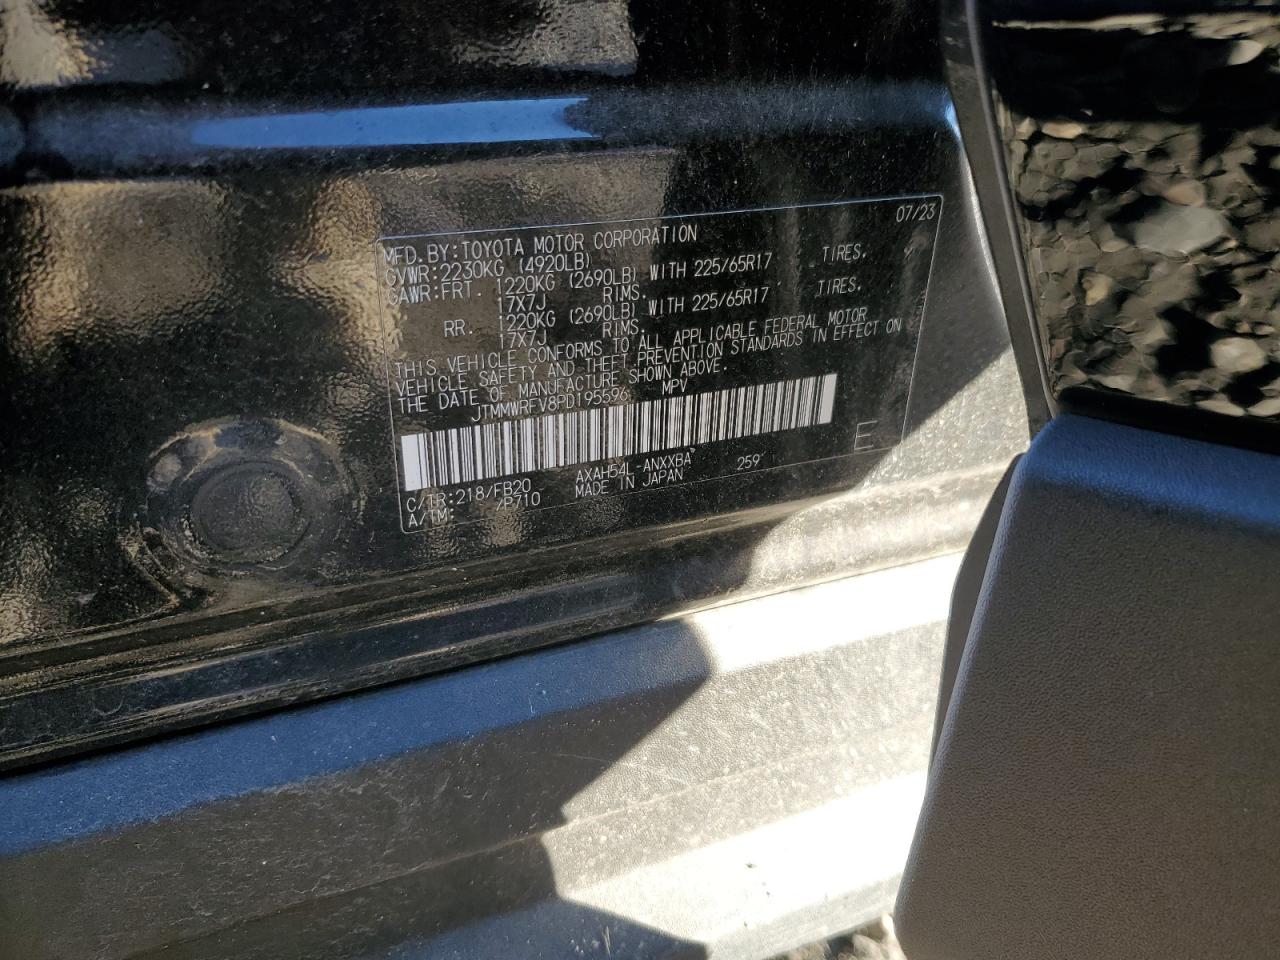 07/23
MFD. BY: TOYOTA MOTOR CORPORATION
GVWR: 2230KG (4920LB)
GAWR: FRT. 1220KG (2690LB) WITH 225/65R17 TIRES.
17X7J RIMS.
RR. 1220KG (2690LB) WITH 225/65R17 TIRES.
17X7J RIMS.
THIS VEHICLE CONFORMS TO ALL APPLICABLE FEDERAL MOTOR
VEHICLE SAFETY AND THEFT PREVENTION STANDARDS IN EFFECT ON
THE DATE OF MANUFACTURE SHOWN ABOVE.
JTMMWRFV8PD195596 MPV
C/TR: 218/FB20 AXAH54L-ANXXBA 259 E
A/TM: /P710 MADE IN JAPAN